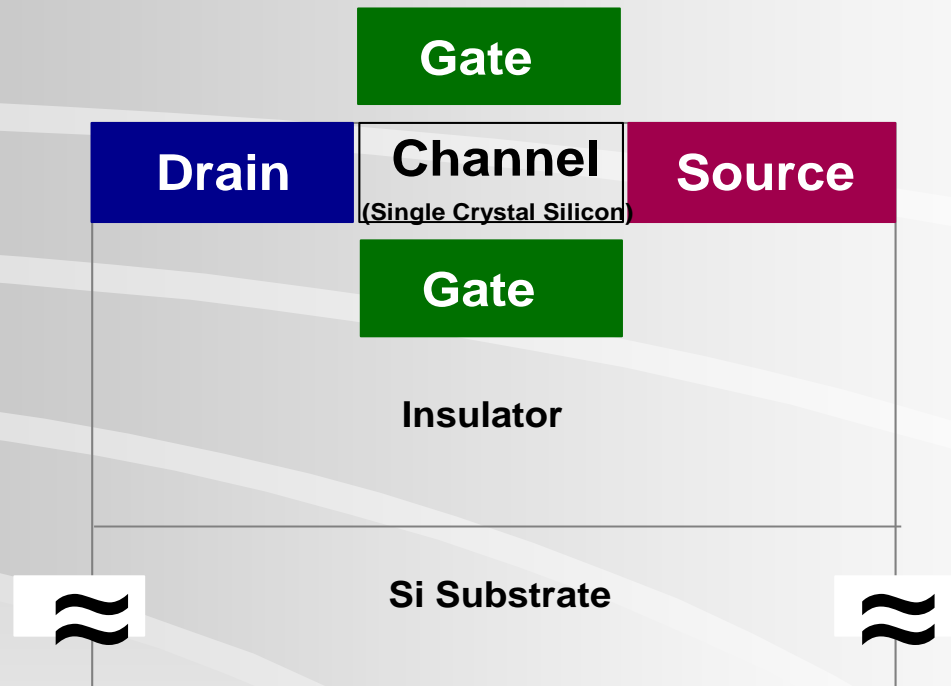 Gate
Drain
Channel
(Single Crystal Silicon)
Source
Gate
Insulator
Si Substrate
≈ ≈